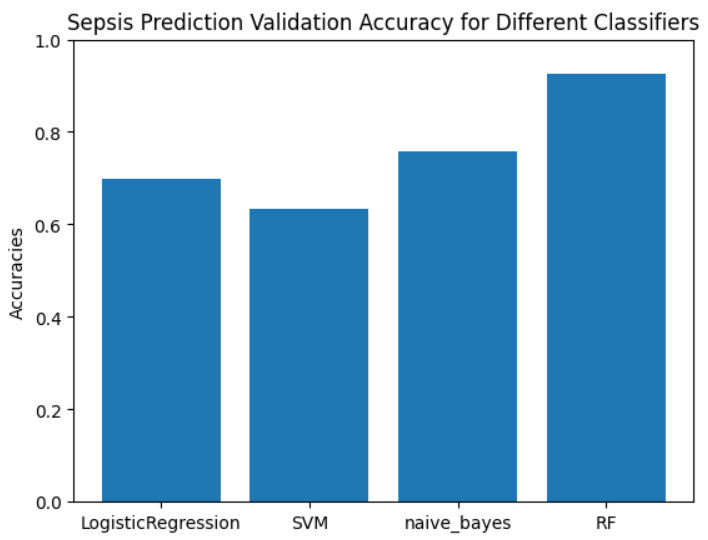 Sepsis Prediction Validation Accuracy for Different Classifiers
1.0
0.8
0.6
0.4
0.2
0.0
Accuracies
LogisticRegression SVM naive_bayes RF